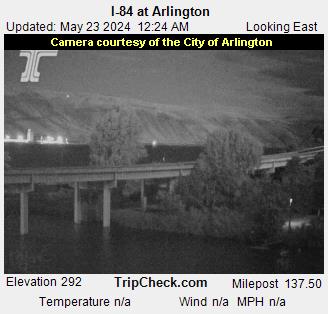 I-84 at Arlington
Updated: May 23 2024 12:24 AM Looking East
Camera courtesy of the City of Arlington
Elevation 292 TripCheck.com Milepost 137.50
Temperature n/a Wind n/a MPH n/a